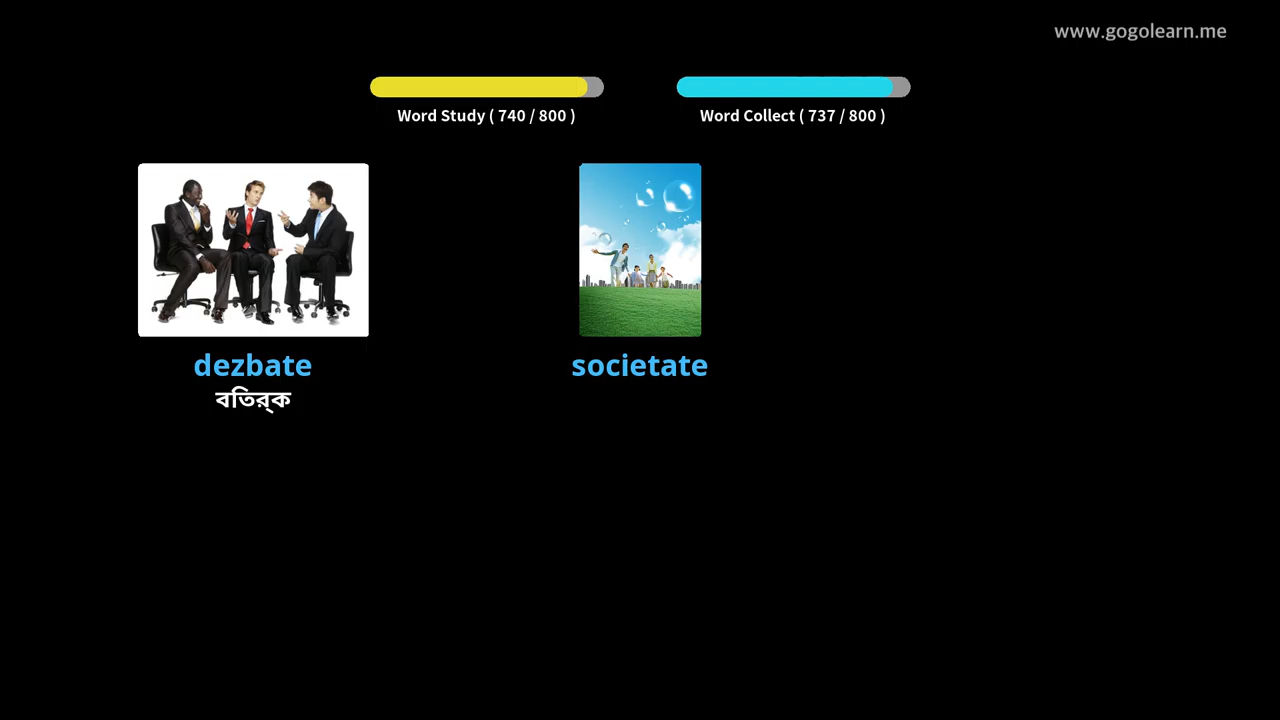 www.gogolearn.me
Word Study ( 740 / 800 )
Word Collect ( 737 / 800 )
dezbate
societate
বতির্ক